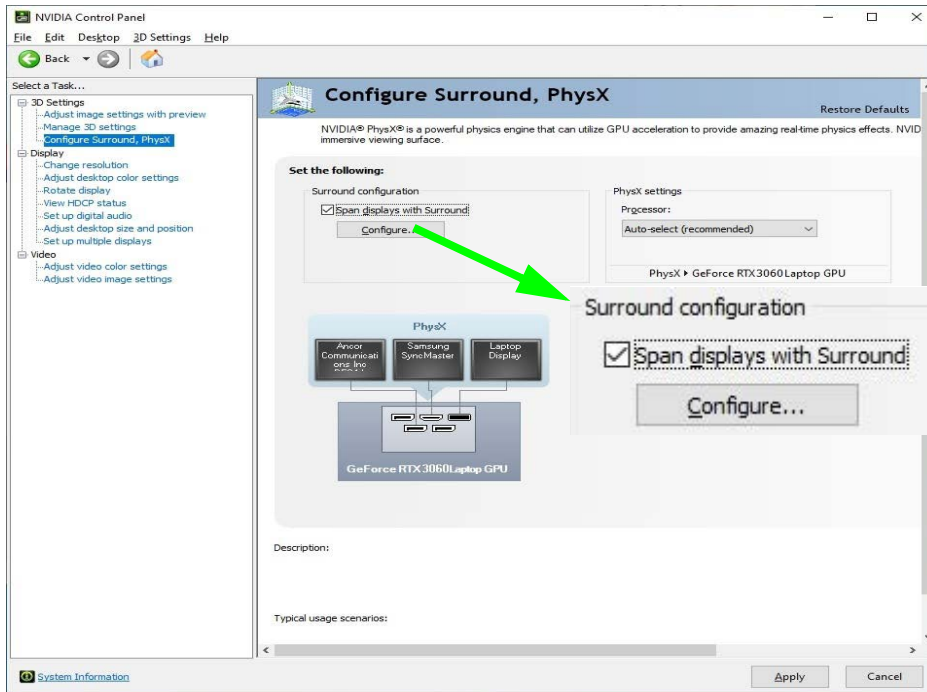 NVIDIA Control Panel
File Edit Desktop 3D Settings Help
Back
Select a Task...
3D Settings
Adjust image settings with preview
Manage 3D settings
Configure Surround, PhysX
Display
Change resolution
Adjust desktop color settings
Rotate display
View HDCP status
Set up digital audio
Adjust desktop size and position
Set up multiple displays
Video
Adjust video color settings
Adjust video image settings
Configure Surround, PhysX
Restore Defaults
NVIDIA® PhysX® is a powerful physics engine that can utilize GPU acceleration to provide amazing real-time physics effects. NVID
immersive viewing surface.
Set the following:
Surround configuration
Span displays with Surround
Configure...
PhysX settings
Processor:
Auto-select (recommended)
PhysX GeForce RTX3060Laptop GPU
Surround configuration
Span displays with Surround
Configure...
PhysX
Ancor
Communicati
ons Inc
Samsung
SyncMaster
Laptop
Display
GeForce RTX3060Laptop GPU
Description:
Typical usage scenarios:
System Information
Apply
Cancel